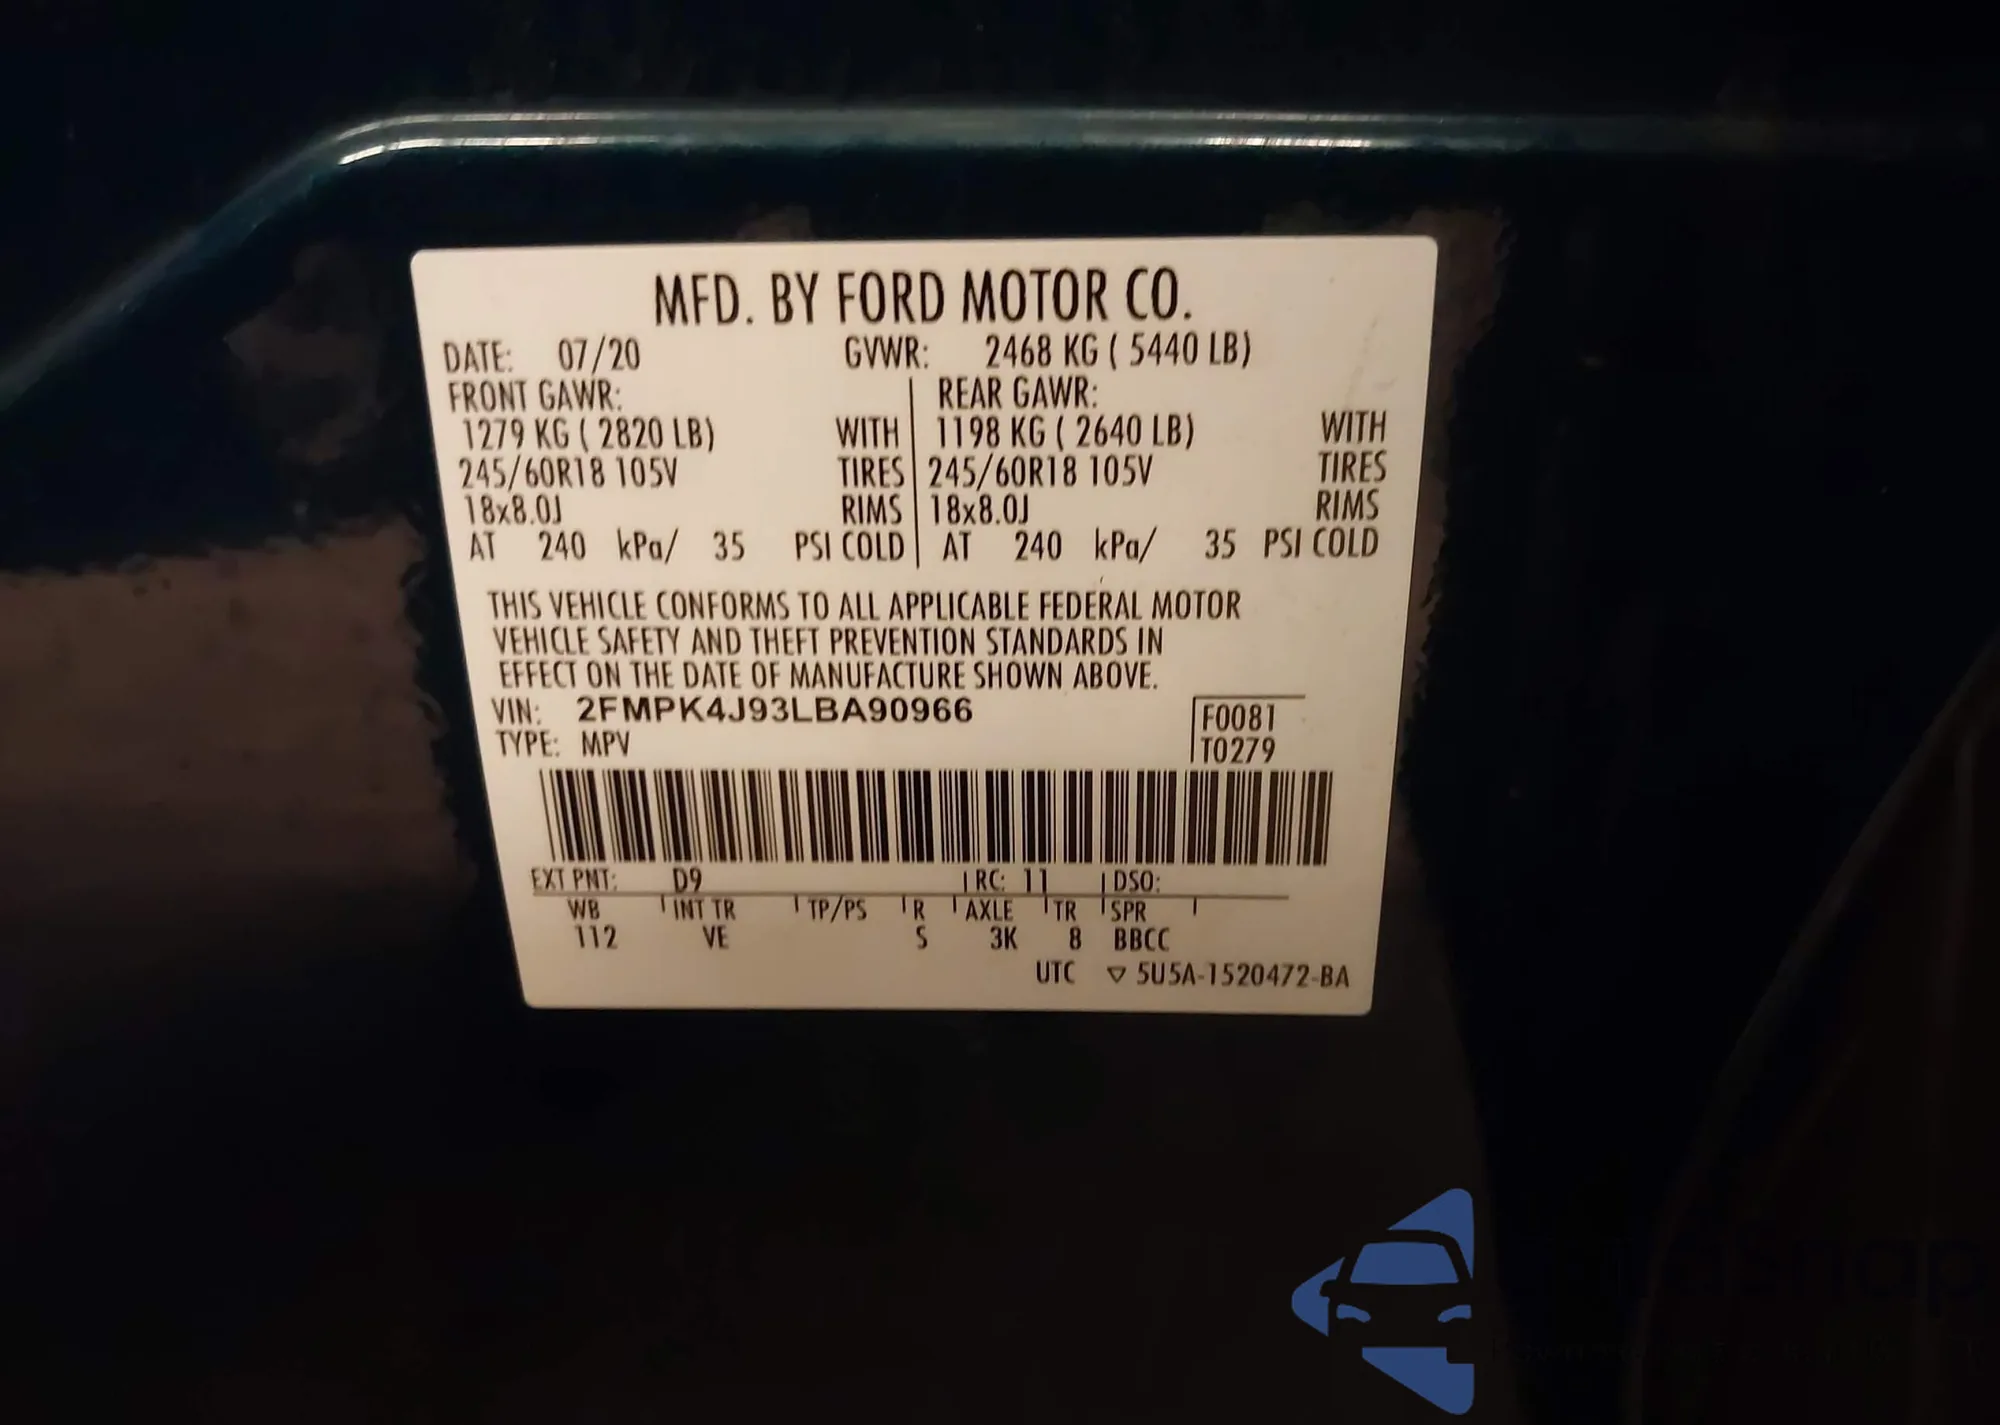 MFD. BY FORD MOTOR CO.
DATE: 07/20 GVWR: 2468 KG ( 5440 LB)
FRONT GAWR: REAR GAWR:
1279 KG ( 2820 LB) WITH 1198 KG ( 2640 LB) WITH
245/60R18 105V TIRES 245/60R18 105V TIRES
18x8.0J RIMS 18x8.0J RIMS
AT 240 kPa/ 35 PSI COLD AT 240 kPa/ 35 PSI COLD
THIS VEHICLE CONFORMS TO ALL APPLICABLE FEDERAL MOTOR
VEHICLE SAFETY AND THEFT PREVENTION STANDARDS IN
EFFECT ON THE DATE OF MANUFACTURE SHOWN ABOVE.
VIN: 2FMPK4J93LBA90966 F0081
TYPE: MPV T0279
EXT PNT: D9 RC: 11 DSO:
WB INT TR TP/PS R AXLE TR SPR
112 VE S 3K 8 BBCC
UTC ▽ 5U5A-1520472-BA